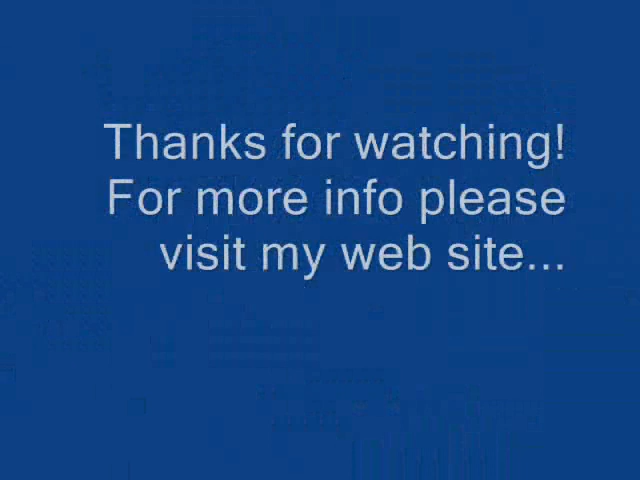 Thanks for watching!
For more info please
visit my web site...